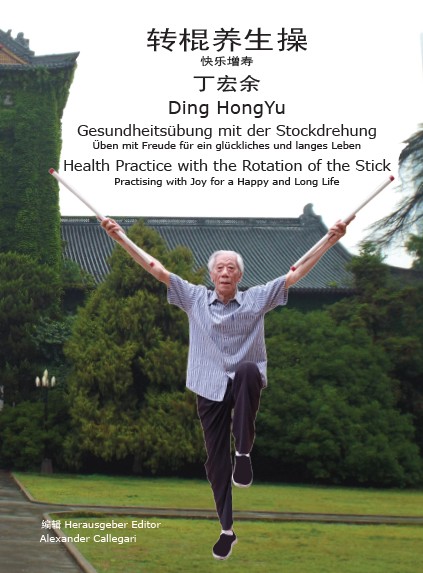 转棍养生操
快乐增寿
丁宏余
Ding HongYu
Gesundheitsübung mit der Stockdrehung
Üben mit Freude für ein glückliches und langes Leben
Health Practice with the Rotation of the Stick
Practising with Joy for a Happy and Long Life
编辑 Herausgeber Editor
Alexander Callegari